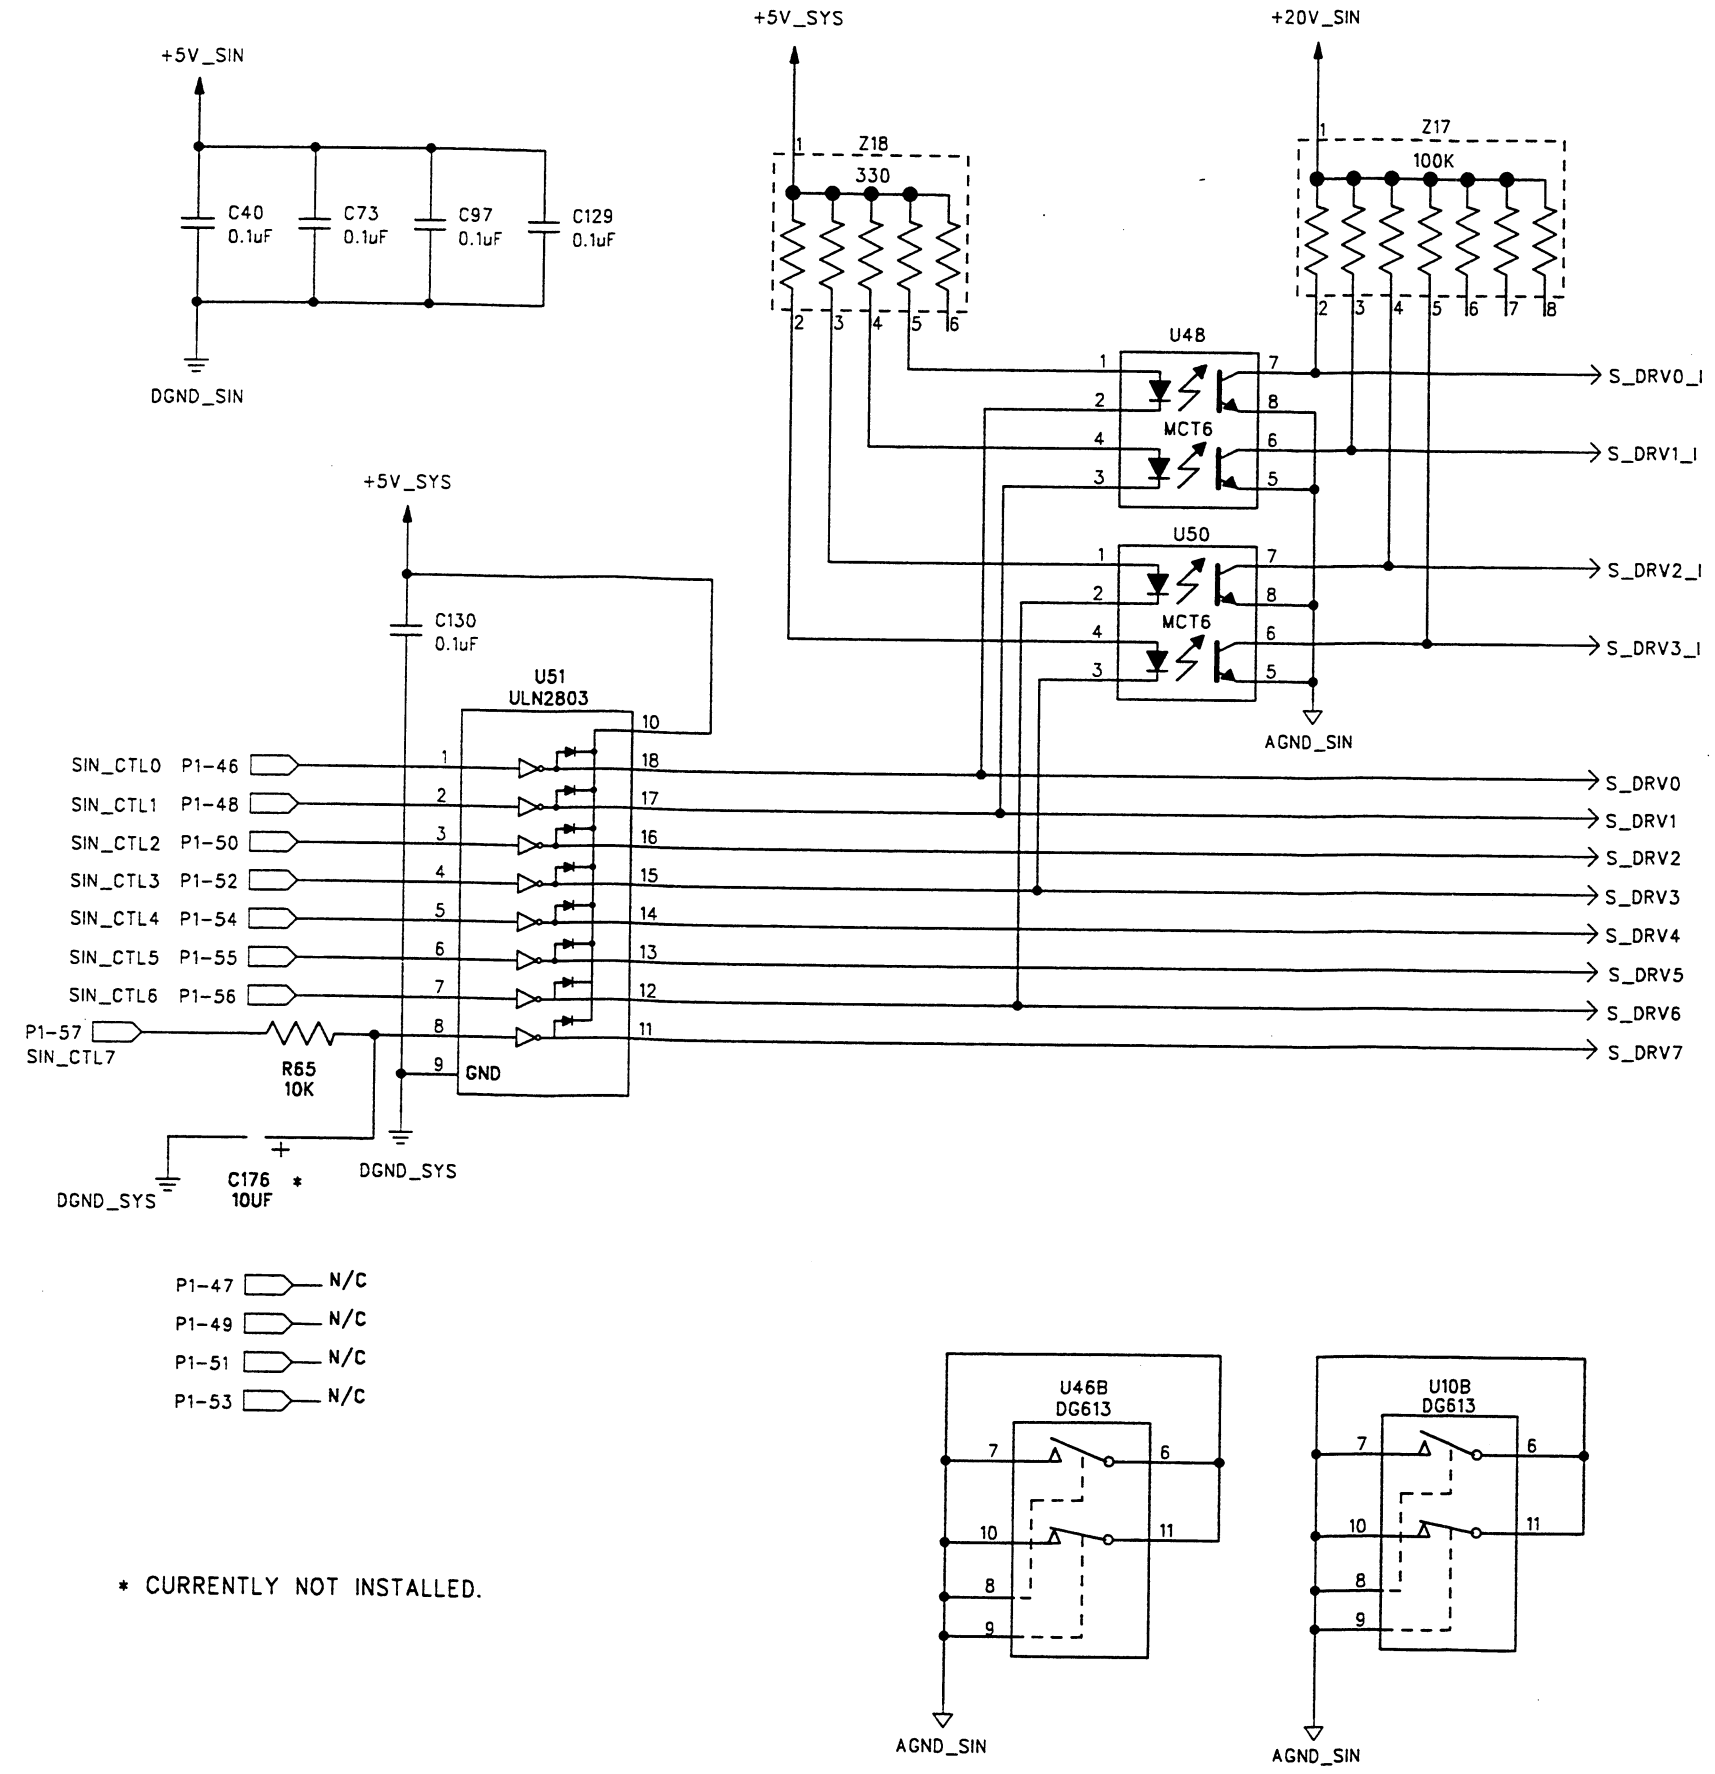 +5V_SYS
+20V_SIN
+5V_SIN
1
Z18
330
1
Z17
100K
C40
0.1uF
C73
0.1uF
C97
0.1uF
C129
0.1uF
DGND_SIN
2 3 4 5 6
2 3 4 5 6 7 8
U48
1 7
S_DRV0_I
2 8
MCT6
4 6
S_DRV1_I
3 5
U50
1 7
S_DRV2_I
2 8
MCT6
4 6
S_DRV3_I
3 5
AGND_SIN
+5V_SYS
C130
0.1uF
U51
ULN2803
10
SIN_CTL0 P1-46 1 18 S_DRV0
SIN_CTL1 P1-48 2 17 S_DRV1
SIN_CTL2 P1-50 3 16 S_DRV2
SIN_CTL3 P1-52 4 15 S_DRV3
SIN_CTL4 P1-54 5 14 S_DRV4
SIN_CTL5 P1-55 6 13 S_DRV5
SIN_CTL6 P1-56 7 12 S_DRV6
P1-57 8 11 S_DRV7
SIN_CTL7
R65
10K
9 GND
DGND_SYS
C176 *
10UF
DGND_SYS
P1-47 N/C
P1-49 N/C
P1-51 N/C
P1-53 N/C
* CURRENTLY NOT INSTALLED.
U46B
DG613
7 6
10 11
8
9
AGND_SIN
U10B
DG613
7 6
10 11
8
9
AGND_SIN